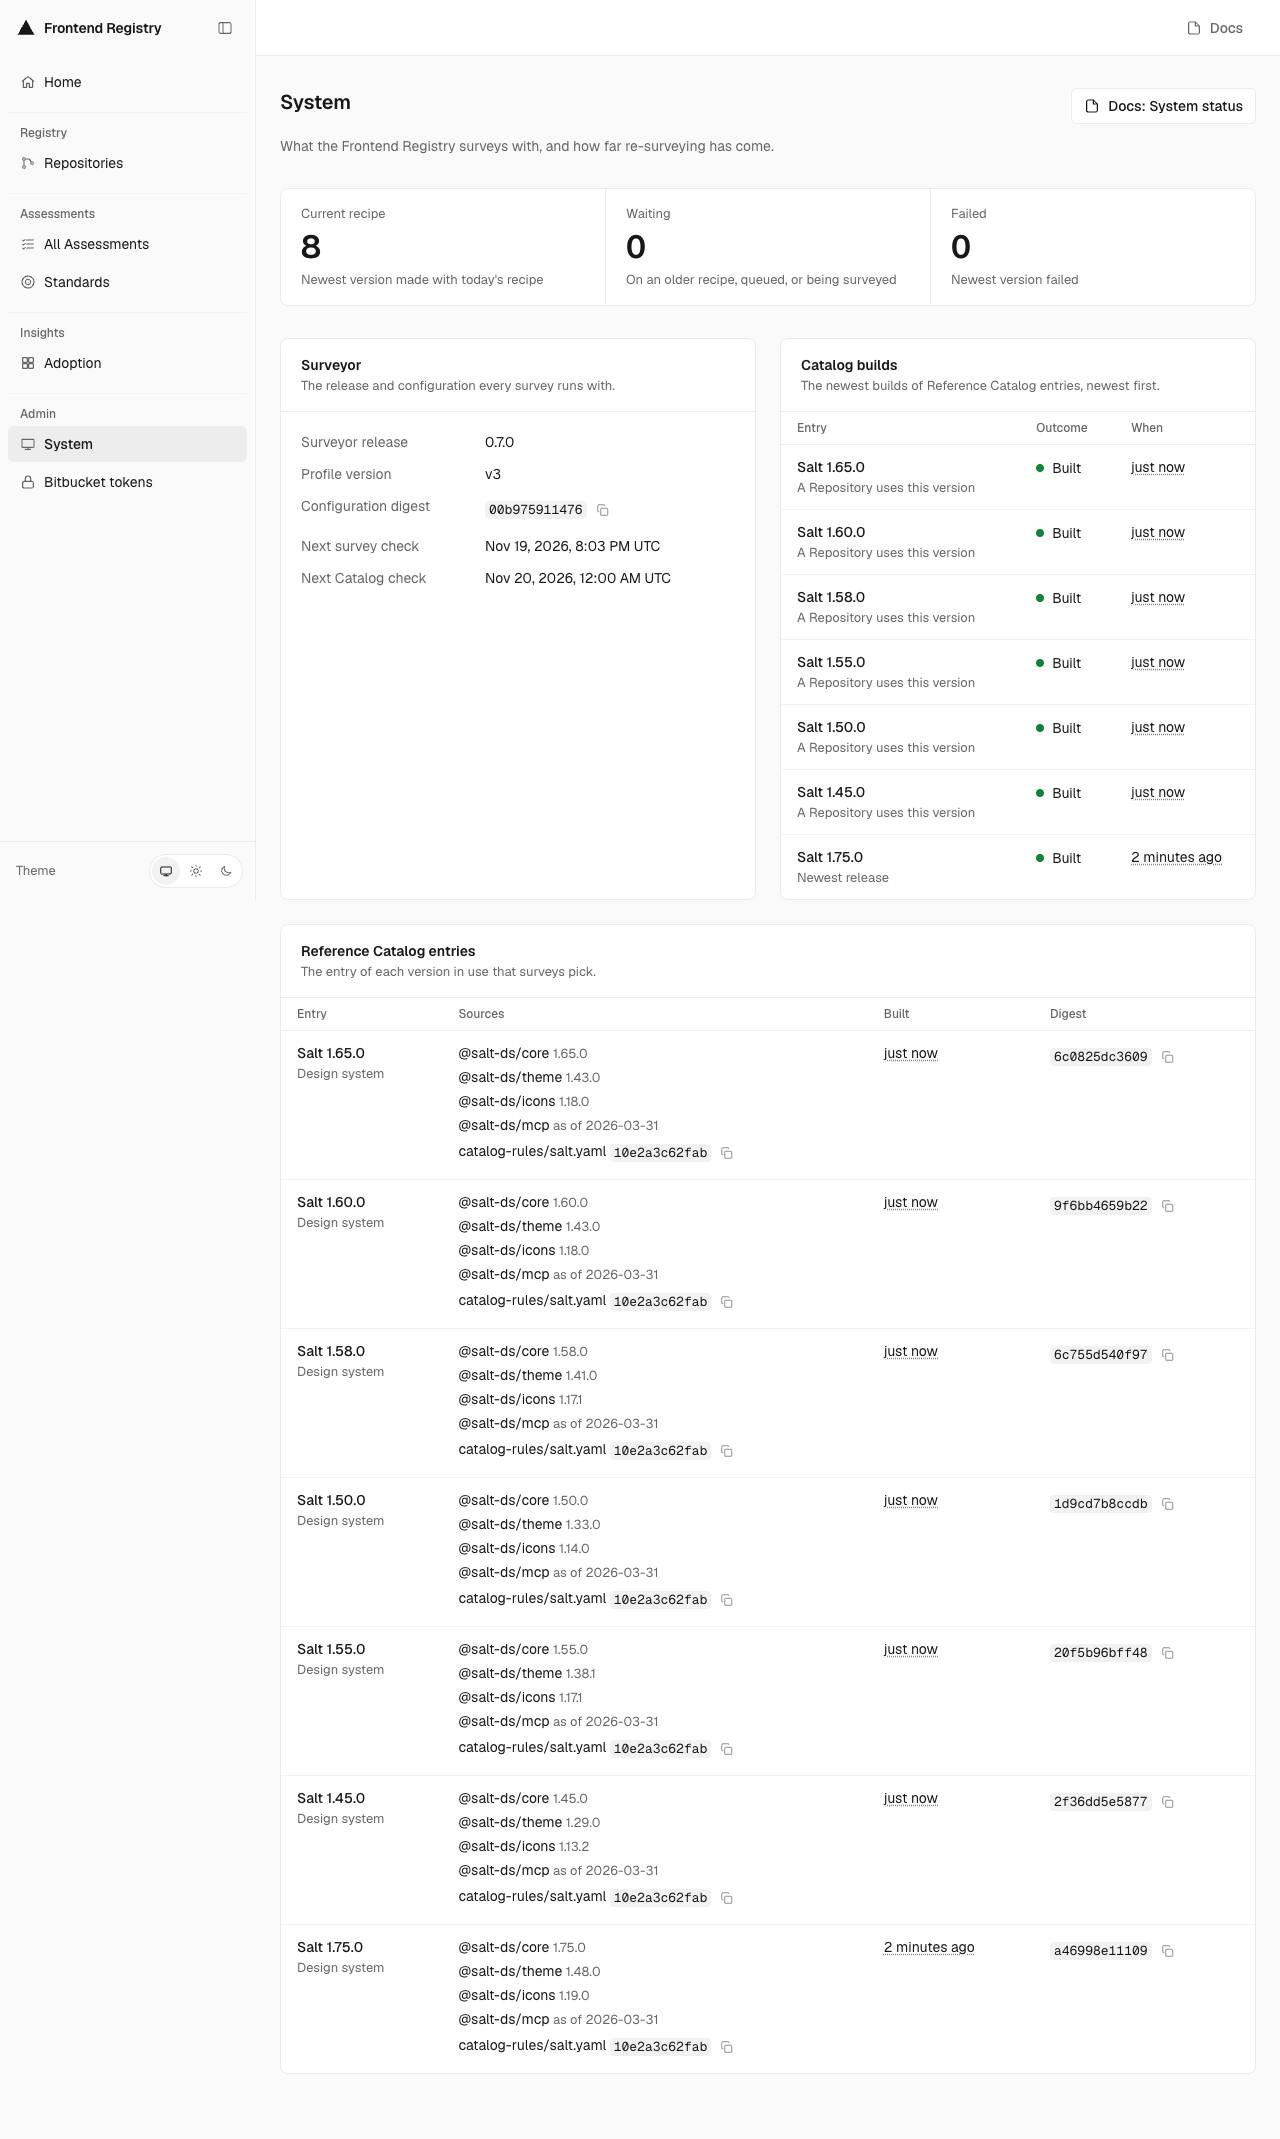 Frontend Registry
Docs
Home
Registry
Repositories
Assessments
All Assessments
Standards
Insights
Adoption
Admin
System
Bitbucket tokens
Theme
System
Docs: System status
What the Frontend Registry surveys with, and how far re-surveying has come.
Current recipe
8
Newest version made with today's recipe
Waiting
0
On an older recipe, queued, or being surveyed
Failed
0
Newest version failed
Surveyor
The release and configuration every survey runs with.
Surveyor release 0.7.0
Profile version v3
Configuration digest 00b975911476
Next survey check Nov 19, 2026, 8:03 PM UTC
Next Catalog check Nov 20, 2026, 12:00 AM UTC
Catalog builds
The newest builds of Reference Catalog entries, newest first.
Entry Outcome When
Salt 1.65.0 Built just now
A Repository uses this version
Salt 1.60.0 Built just now
A Repository uses this version
Salt 1.58.0 Built just now
A Repository uses this version
Salt 1.55.0 Built just now
A Repository uses this version
Salt 1.50.0 Built just now
A Repository uses this version
Salt 1.45.0 Built just now
A Repository uses this version
Salt 1.75.0 Built 2 minutes ago
Newest release
Reference Catalog entries
The entry of each version in use that surveys pick.
Entry Sources Built Digest
Salt 1.65.0 @salt-ds/core 1.65.0 just now 6c0825dc3609
Design system @salt-ds/theme 1.43.0
@salt-ds/icons 1.18.0
@salt-ds/mcp as of 2026-03-31
catalog-rules/salt.yaml 10e2a3c62fab
Salt 1.60.0 @salt-ds/core 1.60.0 just now 9f6bb4659b22
Design system @salt-ds/theme 1.43.0
@salt-ds/icons 1.18.0
@salt-ds/mcp as of 2026-03-31
catalog-rules/salt.yaml 10e2a3c62fab
Salt 1.58.0 @salt-ds/core 1.58.0 just now 6c755d540f97
Design system @salt-ds/theme 1.41.0
@salt-ds/icons 1.17.1
@salt-ds/mcp as of 2026-03-31
catalog-rules/salt.yaml 10e2a3c62fab
Salt 1.50.0 @salt-ds/core 1.50.0 just now 1d9cd7b8ccdb
Design system @salt-ds/theme 1.33.0
@salt-ds/icons 1.14.0
@salt-ds/mcp as of 2026-03-31
catalog-rules/salt.yaml 10e2a3c62fab
Salt 1.55.0 @salt-ds/core 1.55.0 just now 20f5b96bff48
Design system @salt-ds/theme 1.38.1
@salt-ds/icons 1.17.1
@salt-ds/mcp as of 2026-03-31
catalog-rules/salt.yaml 10e2a3c62fab
Salt 1.45.0 @salt-ds/core 1.45.0 just now 2f36dd5e5877
Design system @salt-ds/theme 1.29.0
@salt-ds/icons 1.13.2
@salt-ds/mcp as of 2026-03-31
catalog-rules/salt.yaml 10e2a3c62fab
Salt 1.75.0 @salt-ds/core 1.75.0 2 minutes ago a46998e11109
Design system @salt-ds/theme 1.48.0
@salt-ds/icons 1.19.0
@salt-ds/mcp as of 2026-03-31
catalog-rules/salt.yaml 10e2a3c62fab